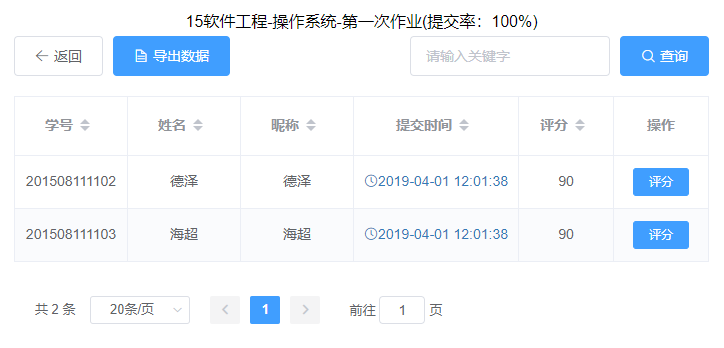 15软件工程-操作系统-第一次作业(提交率：100%)
返回 导出数据 请输入关键字 查询
学号 姓名 昵称 提交时间 评分 操作
201508111102 德泽 德泽 2019-04-01 12:01:38 90 评分
201508111103 海超 海超 2019-04-01 12:01:38 90 评分
共 2 条 20条/页 1 前往 1 页